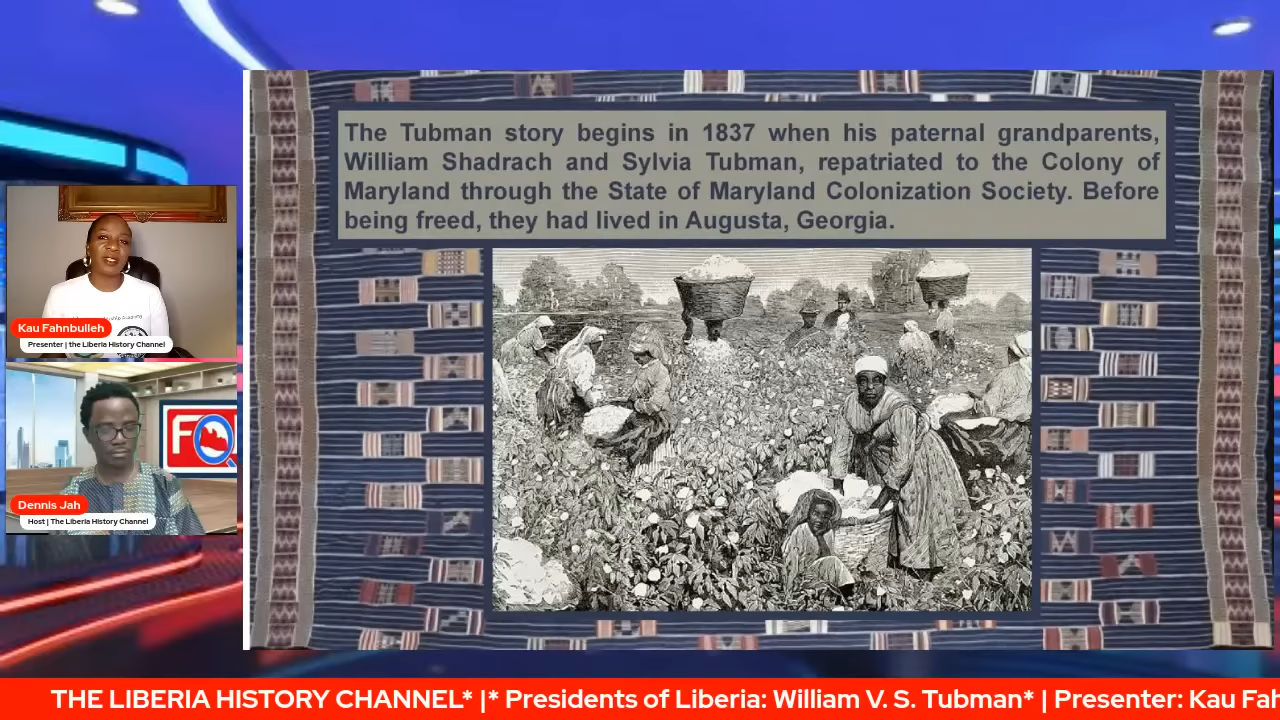 The Tubman story begins in 1837 when his paternal grandparents,
William Shadrach and Sylvia Tubman, repatriated to the Colony of
Maryland through the State of Maryland Colonization Society. Before
being freed, they had lived in Augusta, Georgia.
Kau Fahnbulleh
Presenter | the Liberia History Channel
FQ
Dennis Jah
Host | The Liberia History Channel
THE LIBERIA HISTORY CHANNEL* |* Presidents of Liberia: William V. S. Tubman* | Presenter: Kau Fah